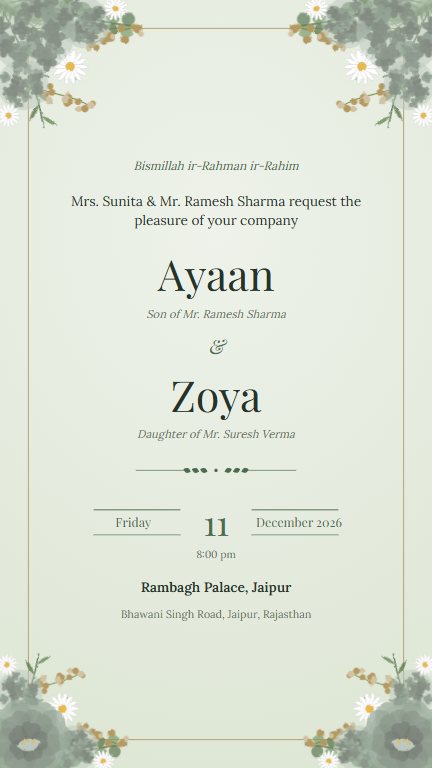 Bismillah ir-Rahman ir-Rahim
Mrs. Sunita & Mr. Ramesh Sharma request the
pleasure of your company
Ayaan
Son of Mr. Ramesh Sharma
&
Zoya
Daughter of Mr. Suresh Verma
Friday 11 December 2026
8:00 pm
Rambagh Palace, Jaipur
Bhawani Singh Road, Jaipur, Rajasthan